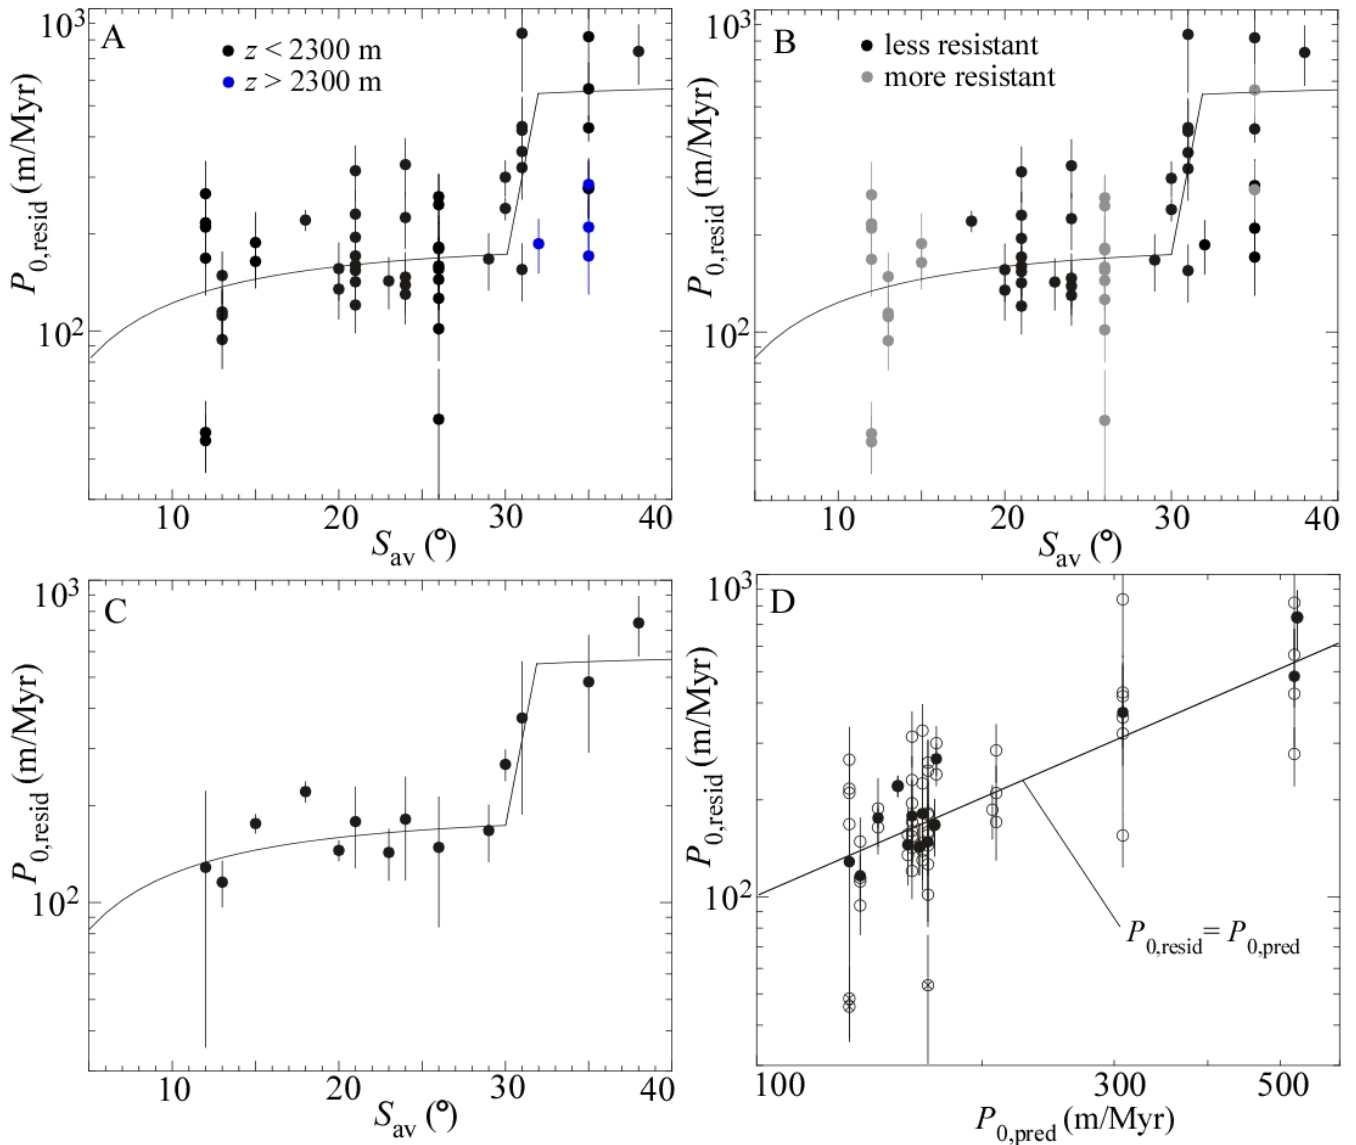 A
z < 2300 m
z > 2300 m
10³
10²
P₀,resid (m/Myr)
10 20 30 40
Sav (°)
B
less resistant
more resistant
10³
10²
P₀,resid (m/Myr)
10 20 30 40
Sav (°)
C
10³
10²
P₀,resid (m/Myr)
10 20 30 40
Sav (°)
D
10³
10²
P₀,resid (m/Myr)
P₀,resid= P₀,pred
100 300 500
P₀,pred (m/Myr)